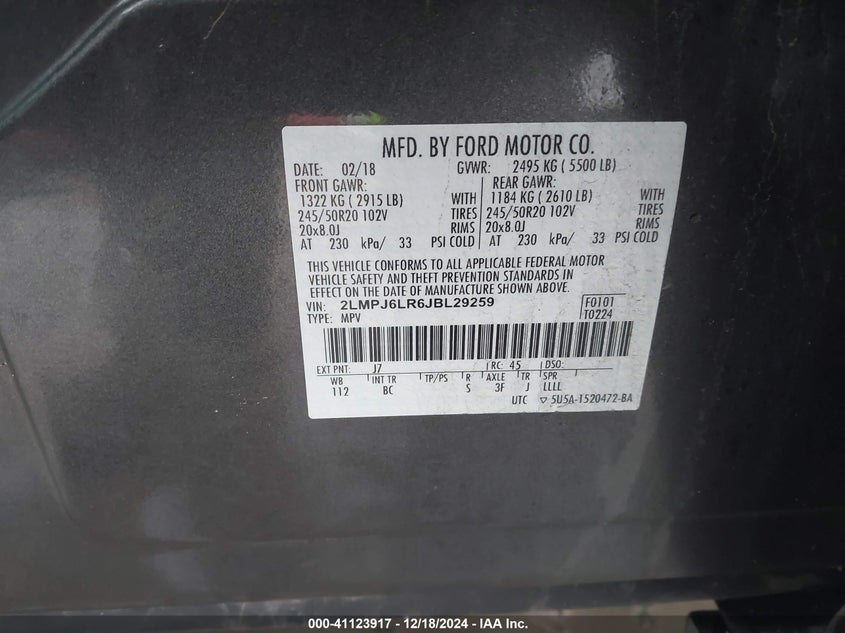 MFD. BY FORD MOTOR CO.
DATE: 02/18 GVWR: 2495 KG ( 5500 LB)
FRONT GAWR: REAR GAWR:
1322 KG ( 2915 LB) WITH 1184 KG ( 2610 LB) WITH
245/50R20 102V TIRES 245/50R20 102V TIRES
20x8.0J RIMS 20x8.0J RIMS
AT 230 kPa/ 33 PSI COLD AT 230 kPa/ 33 PSI COLD
THIS VEHICLE CONFORMS TO ALL APPLICABLE FEDERAL MOTOR
VEHICLE SAFETY AND THEFT PREVENTION STANDARDS IN
EFFECT ON THE DATE OF MANUFACTURE SHOWN ABOVE.
VIN: 2LMPJ6LR6JBL29259 F0101
TYPE: MPV T0224
EXT PNT: J7 RC: 45 DSO:
WB INT TR TP/PS R AXLE TR SPR
112 BC S 3F J LLLL
UTC ▽ 5U5A-1520472-BA
000-41123917 - 12/18/2024 - IAA Inc.